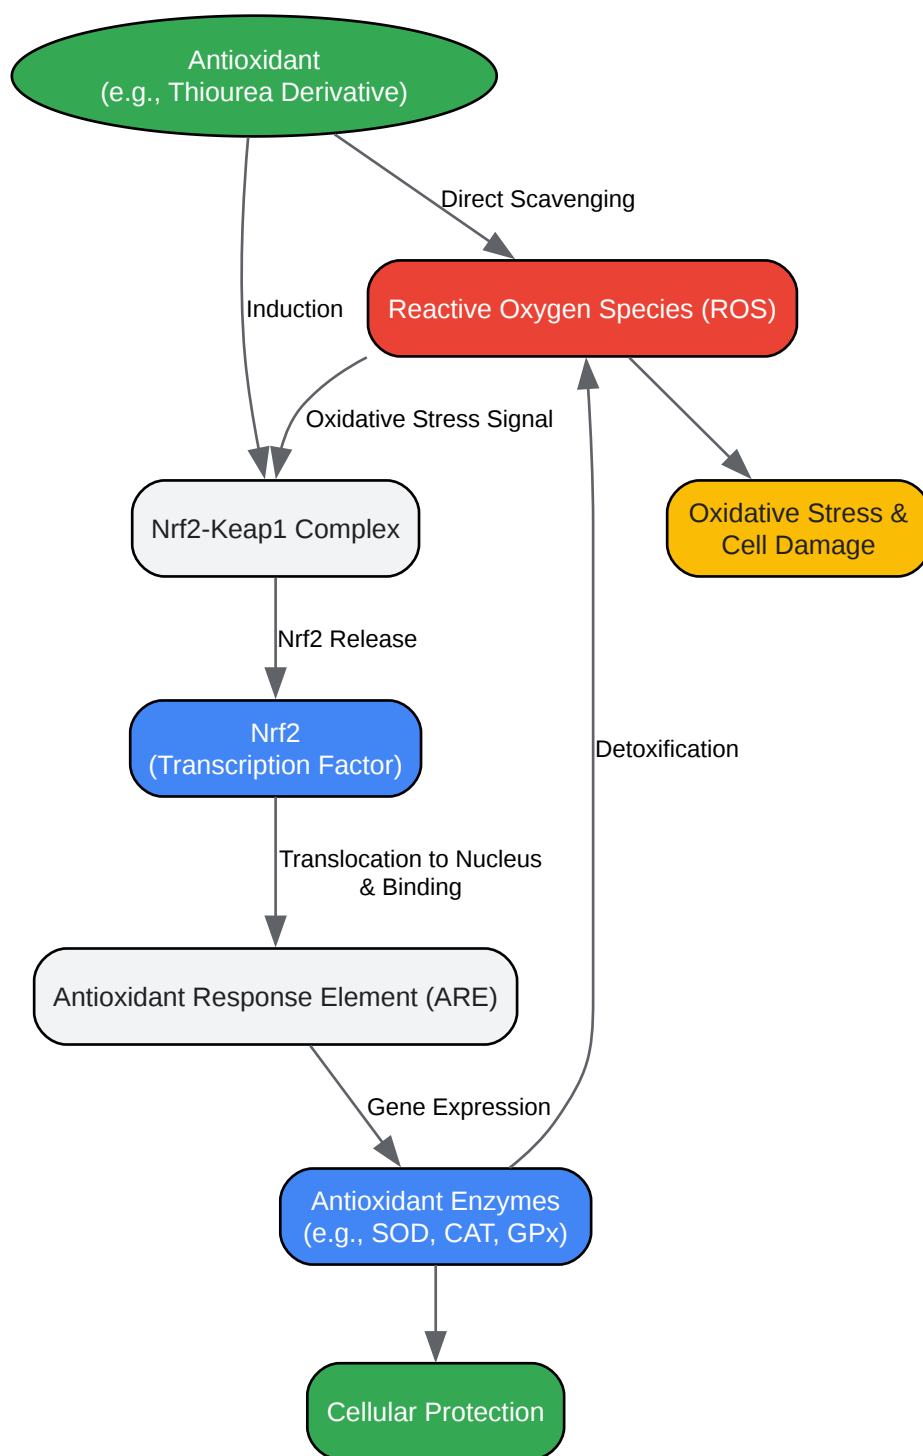 Antioxidant
(e.g., Thiourea Derivative)
Direct Scavenging
Reactive Oxygen Species (ROS)
Induction
Oxidative Stress Signal
Nrf2-Keap1 Complex
Oxidative Stress &
Cell Damage
Nrf2 Release
Nrf2
(Transcription Factor)
Detoxification
Translocation to Nucleus
& Binding
Antioxidant Response Element (ARE)
Gene Expression
Antioxidant Enzymes
(e.g., SOD, CAT, GPx)
Cellular Protection